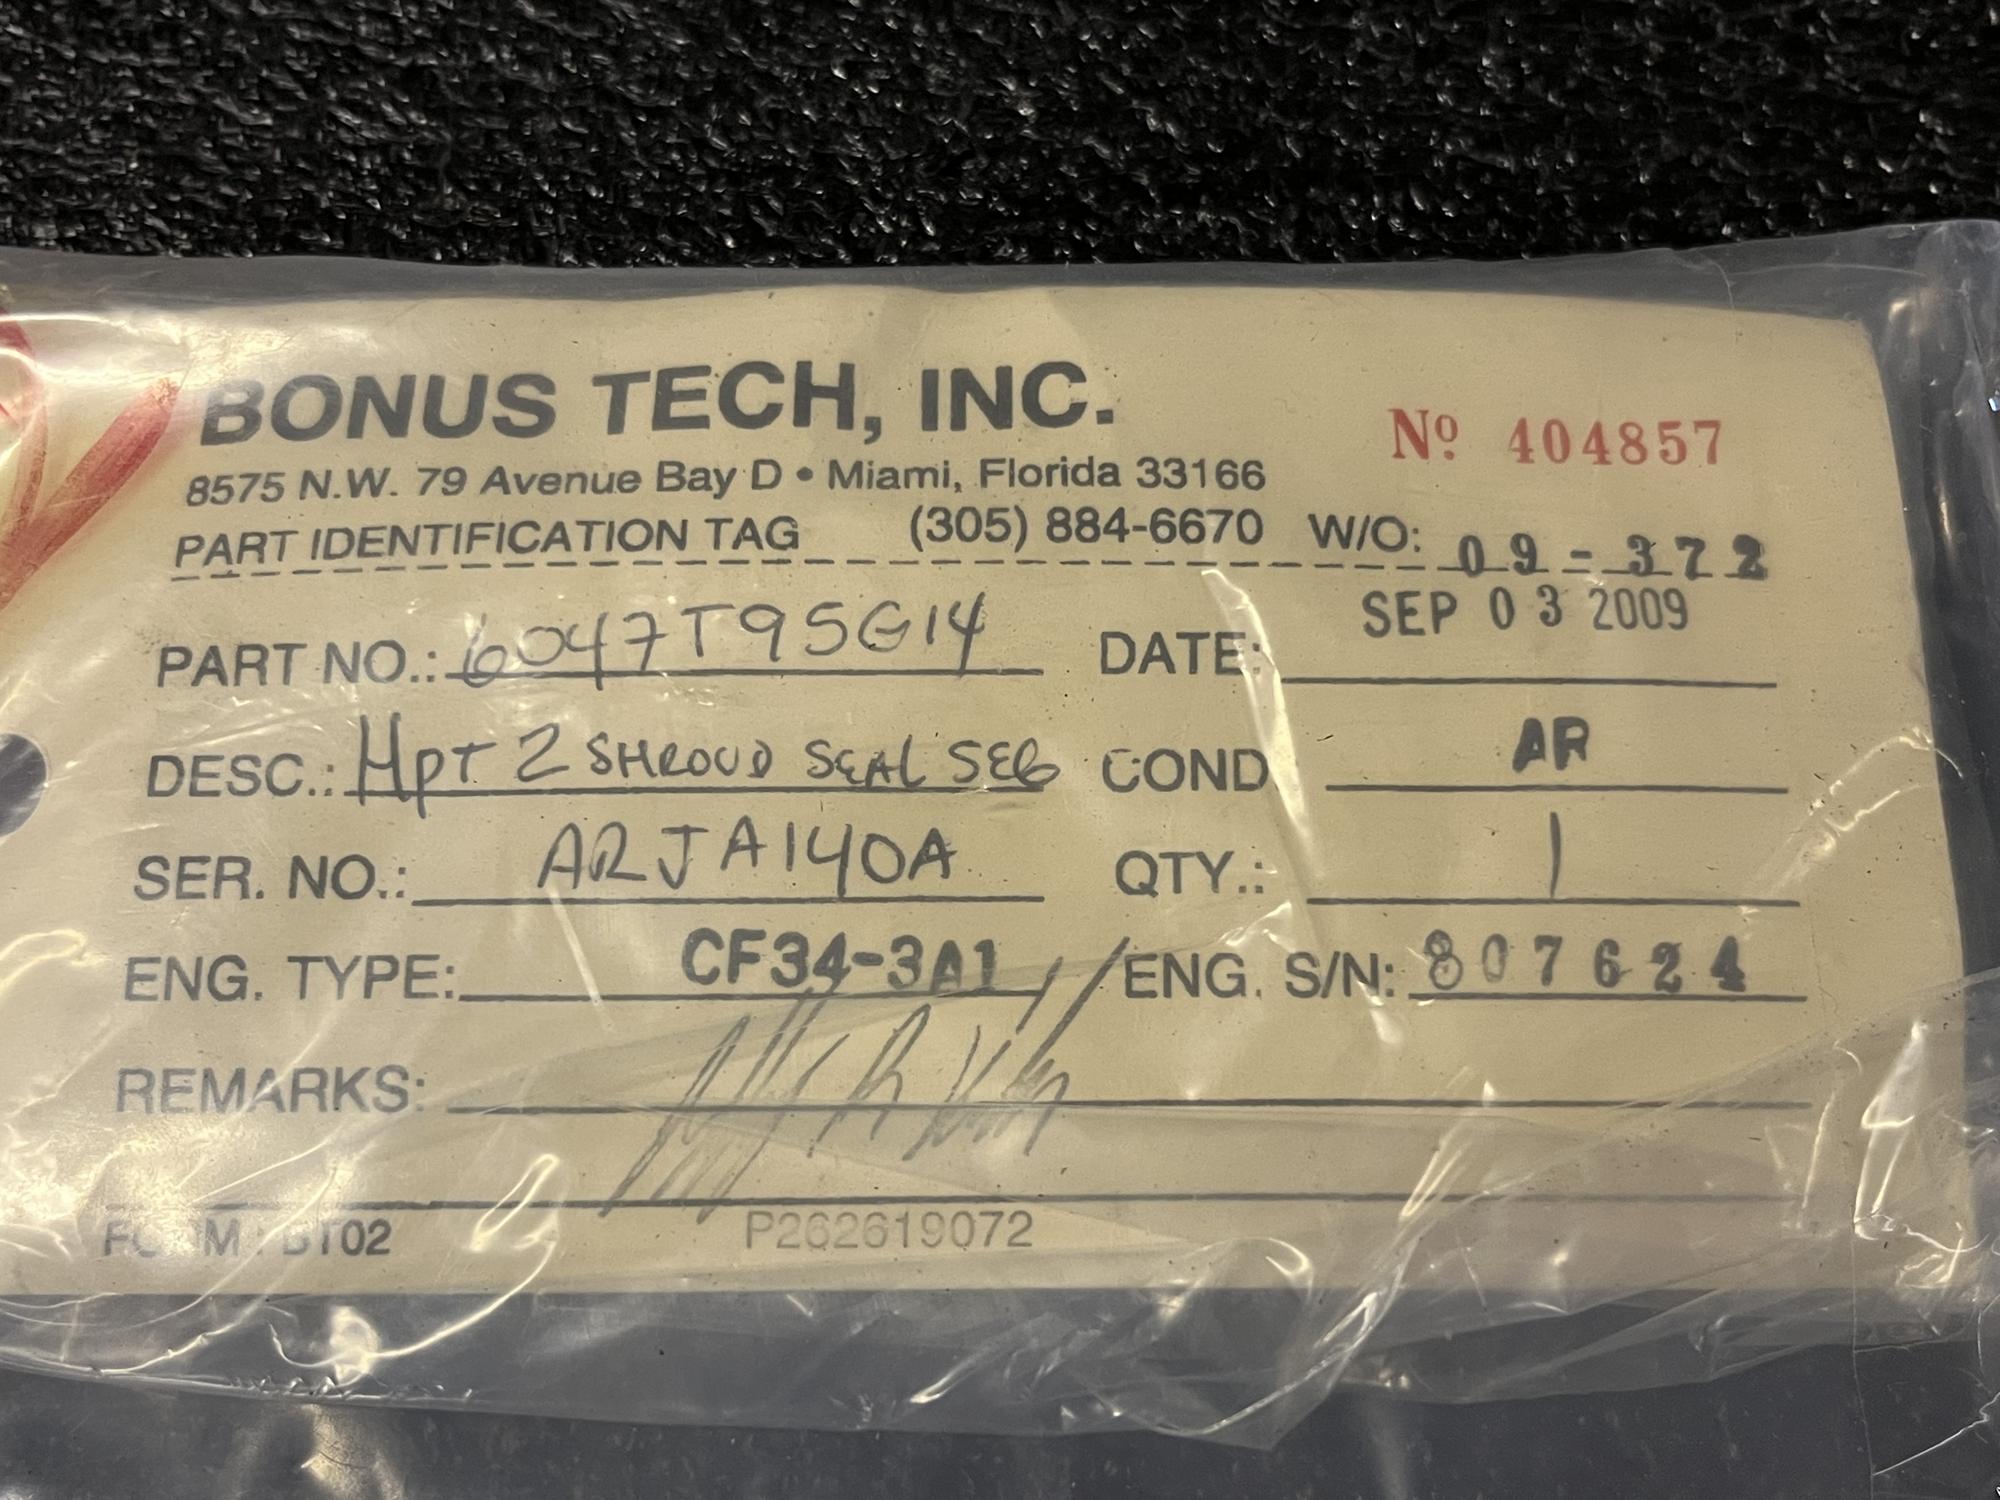 BONUS TECH, INC.
Nº 404857
8575 N.W. 79 Avenue Bay D • Miami, Florida 33166
PART IDENTIFICATION TAG (305) 884-6670 W/O: 09-372
PART NO.: 6047T95G14 DATE: SEP 03 2009
DESC.: HPT 2 SHROUD SEAL SEG COND AR
SER. NO.: ARJA140A QTY.: 1
ENG. TYPE: CF34-3A1 ENG. S/N: 807624
REMARKS:
FORM : BT02 P262619072